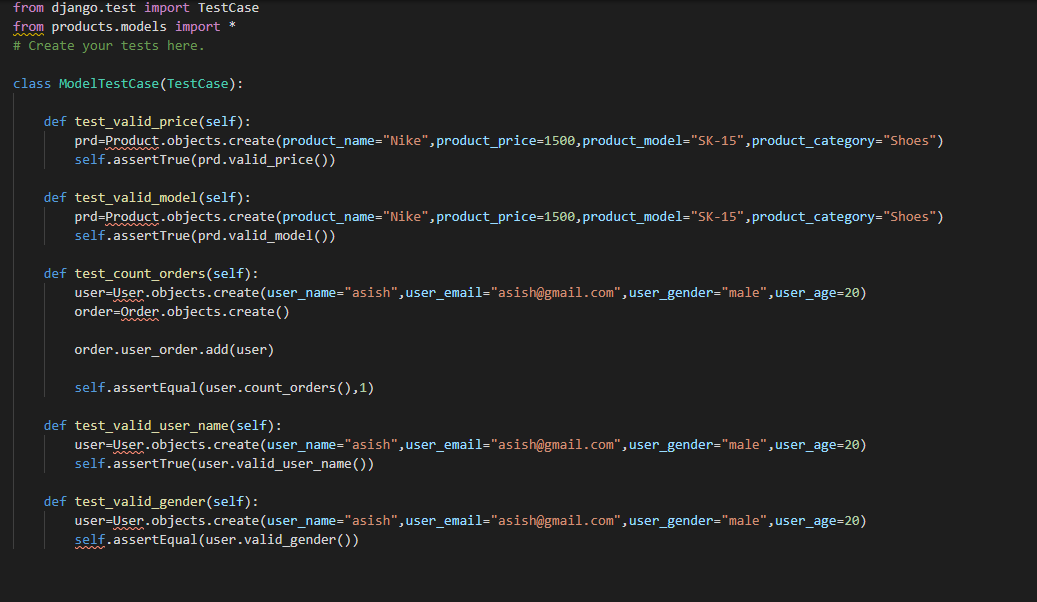 from django.test import TestCase
from products.models import *
# Create your tests here.
class ModelTestCase(TestCase):
def test_valid_price(self):
prd=Product.objects.create(product_name="Nike",product_price=1500,product_model="SK-15",product_category="Shoes")
self.assertTrue(prd.valid_price())
def test_valid_model(self):
prd=Product.objects.create(product_name="Nike",product_price=1500,product_model="SK-15",product_category="Shoes")
self.assertTrue(prd.valid_model())
def test_count_orders(self):
user=User.objects.create(user_name="asish",user_email="asish@gmail.com",user_gender="male",user_age=20)
order=Order.objects.create()
order.user_order.add(user)
self.assertEqual(user.count_orders(),1)
def test_valid_user_name(self):
user=User.objects.create(user_name="asish",user_email="asish@gmail.com",user_gender="male",user_age=20)
self.assertTrue(user.valid_user_name())
def test_valid_gender(self):
user=User.objects.create(user_name="asish",user_email="asish@gmail.com",user_gender="male",user_age=20)
self.assertEqual(user.valid_gender())